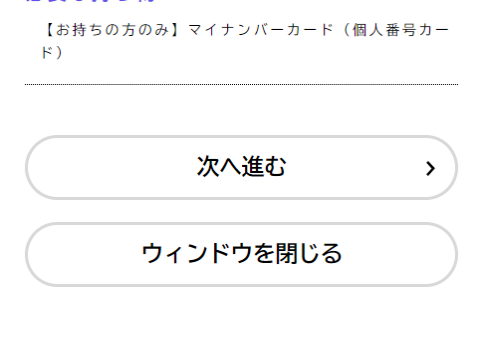 【お持ちの方のみ】マイナンバーカード（個人番号カー
ド）
次へ進む
ウィンドウを閉じる